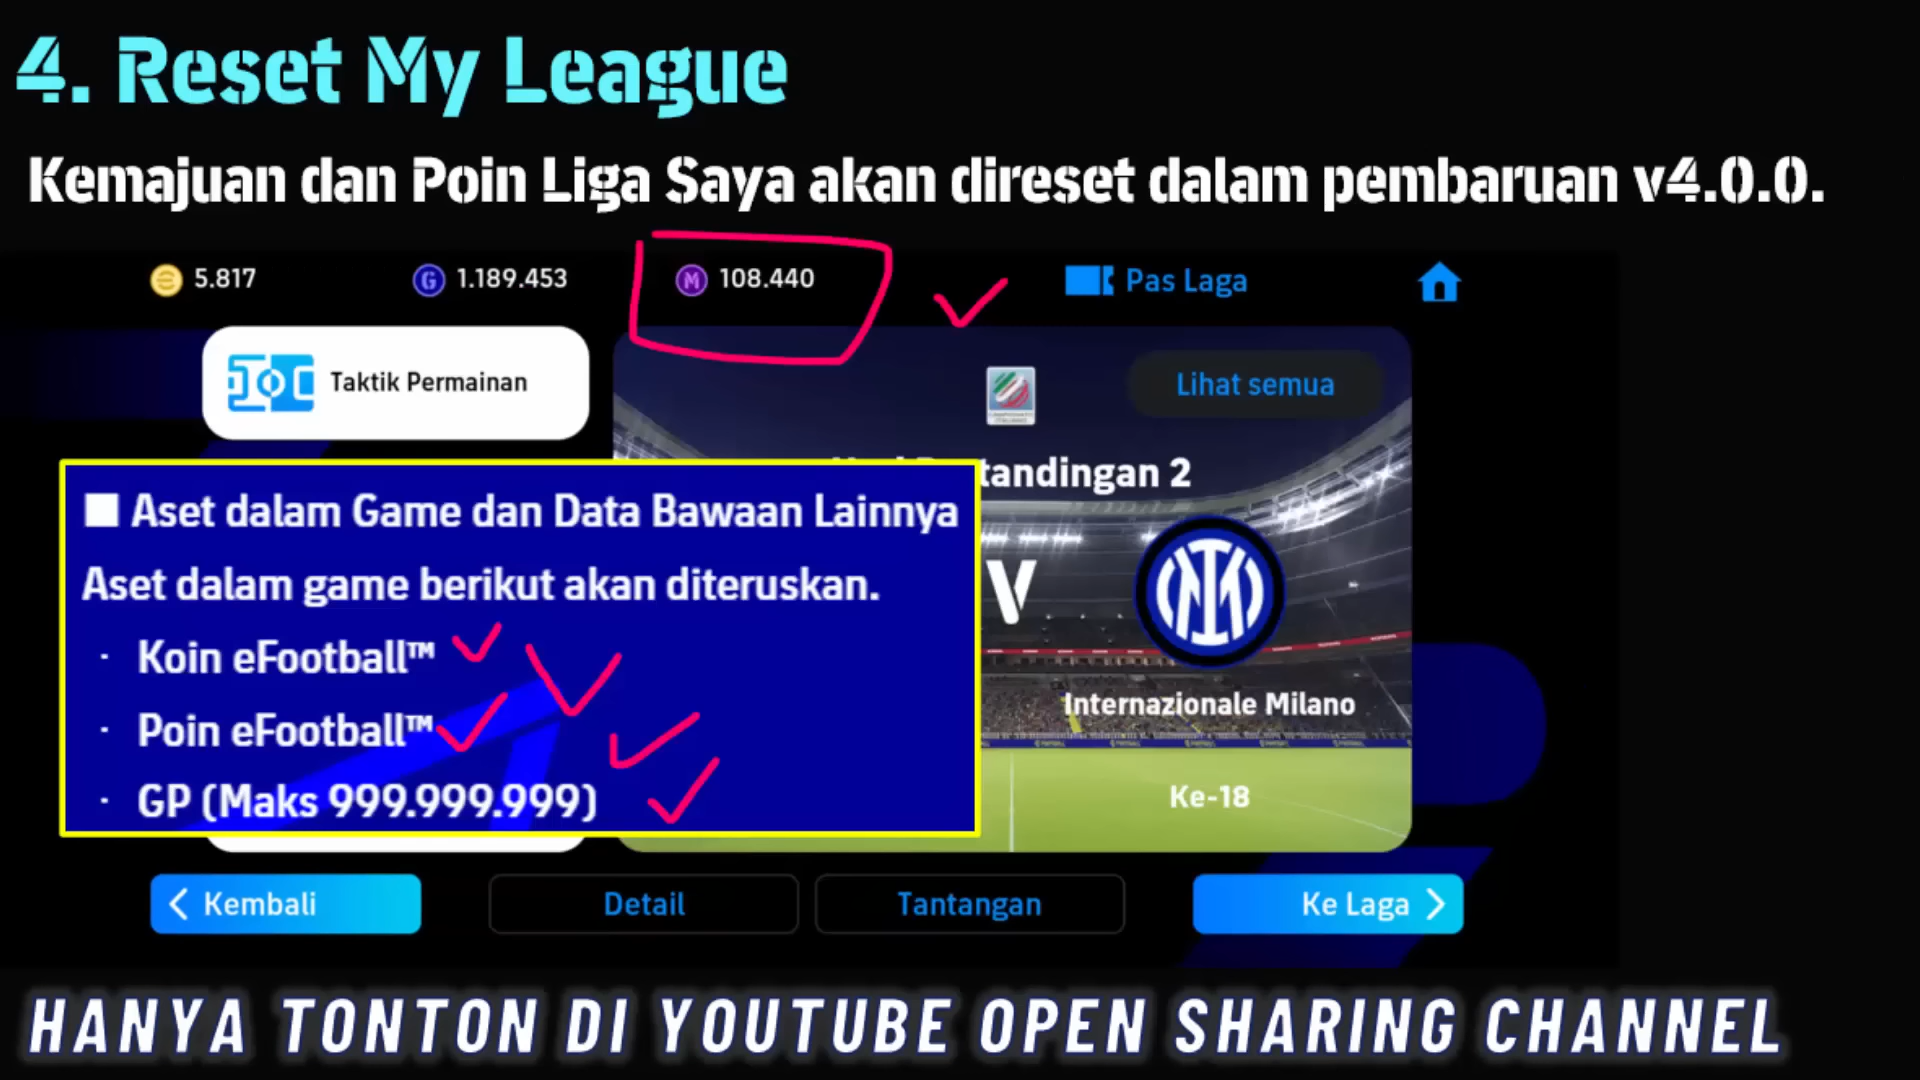 4. Reset My League
Kemajuan dan Poin Liga Saya akan direset dalam pembaruan v4.0.0.
5.817
G 1.189.453
M 108.440
Pas Laga
Taktik Permainan
Lihat semua
tandingan 2
■ Aset dalam Game dan Data Bawaan Lainnya
Aset dalam game berikut akan diteruskan.
· Koin eFootball™
· Poin eFootball™
· GP (Maks 999.999.999)
V
Internazionale Milano
Ke-18
Kembali
Detail
Tantangan
Ke Laga
HANYA TONTON DI YOUTUBE OPEN SHARING CHANNEL